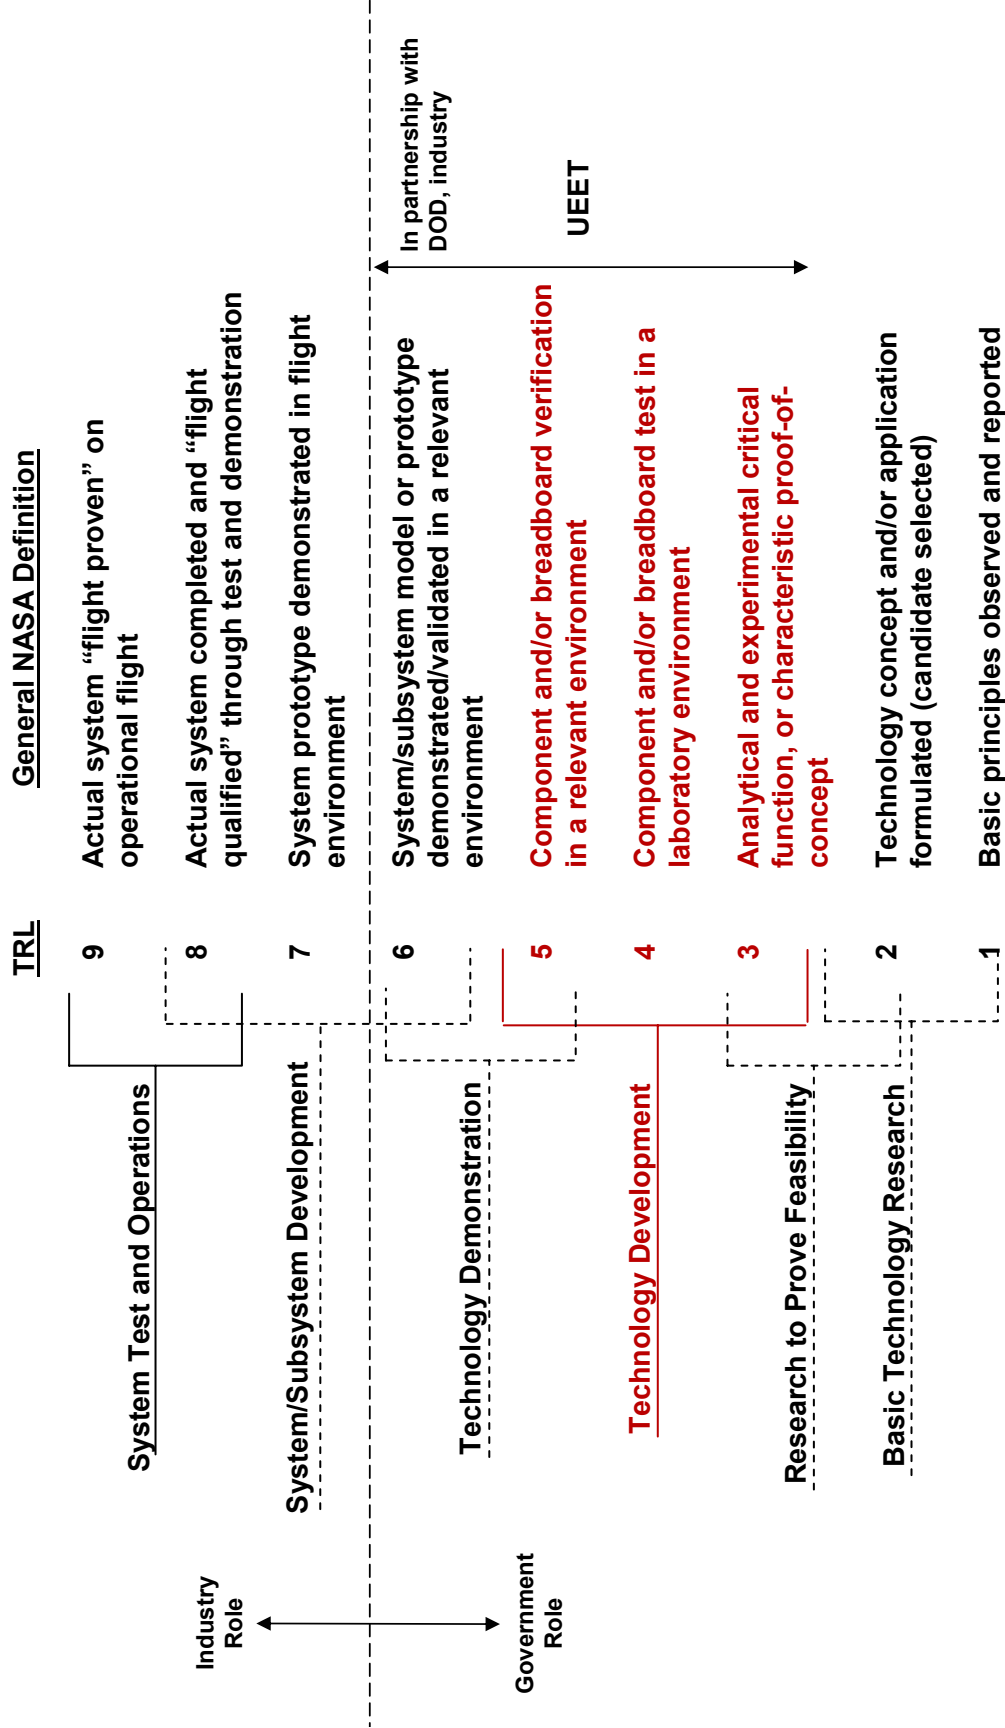 TRL
General NASA Definition
System Test and Operations
9
Actual system “flight proven” on
operational flight
8
Actual system completed and “flight
qualified” through test and demonstration
Industry
Role
System/Subsystem Development
7
System prototype demonstrated in flight
environment
In partnership with
DOD, industry
Technology Demonstration
6
System/subsystem model or prototype
demonstrated/validated in a relevant
environment
Government
Role
5
Component and/or breadboard verification
in a relevant environment
UEET
Technology Development
4
Component and/or breadboard test in a
laboratory environment
3
Analytical and experimental critical
function, or characteristic proof-of-
concept
Research to Prove Feasibility
2
Technology concept and/or application
formulated (candidate selected)
Basic Technology Research
1
Basic principles observed and reported